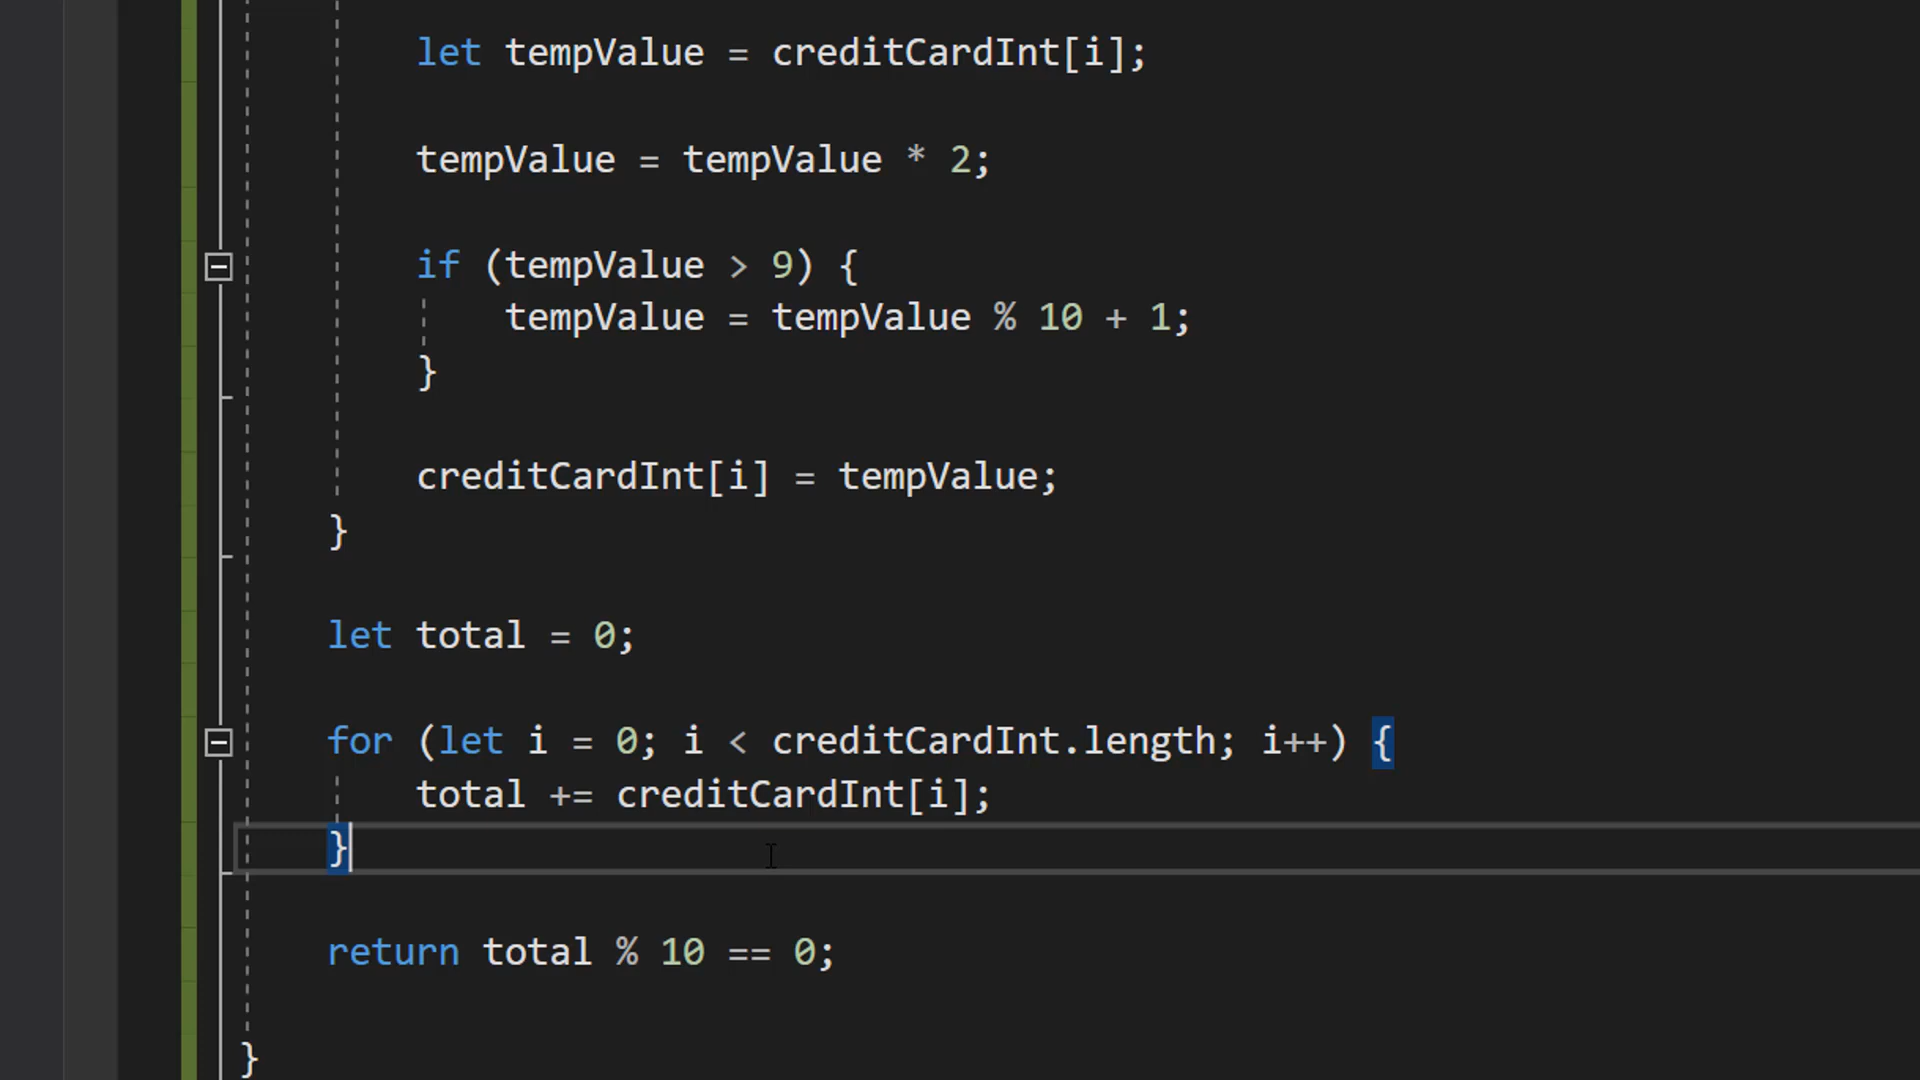 let tempValue = creditCardInt[i];
tempValue = tempValue * 2;
if (tempValue > 9) {
tempValue = tempValue % 10 + 1;
}
creditCardInt[i] = tempValue;
}
let total = 0;
for (let i = 0; i < creditCardInt.length; i++) {
total += creditCardInt[i];
}
return total % 10 == 0;
}